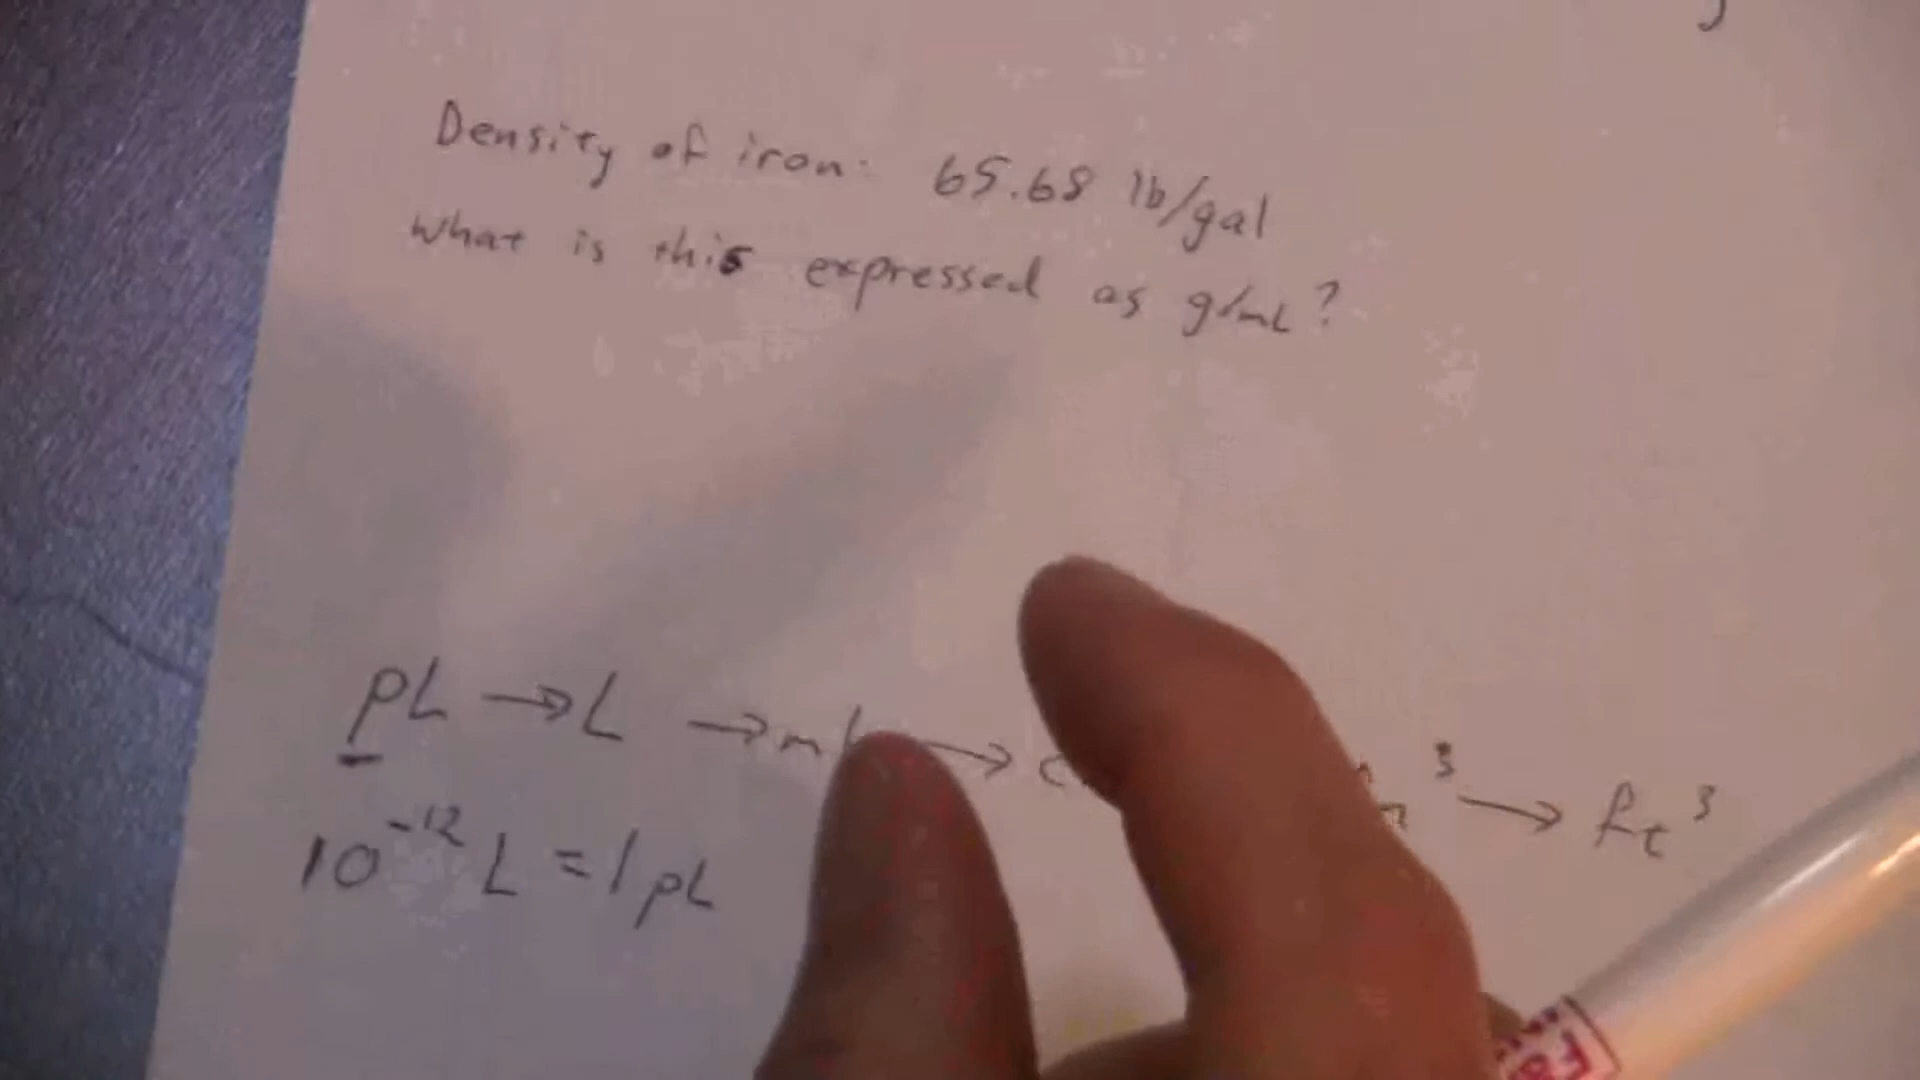 Density of iron: 65.68 lb/gal
What is this expressed as g/mL?
pL → L → m → c 3 → ft3
10-12 L = 1 pL